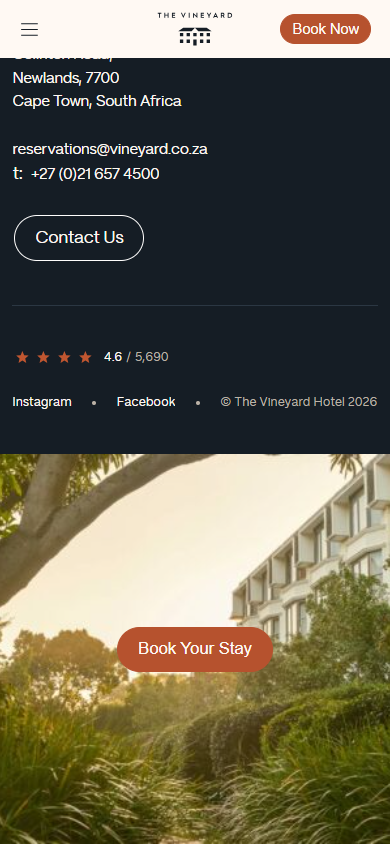 THE VINEYARD
Book Now
Newlands, 7700
Cape Town, South Africa
reservations@vineyard.co.za
t: +27 (0)21 657 4500
Contact Us
4.6 / 5,690
Instagram • Facebook • © The Vineyard Hotel 2026
Book Your Stay